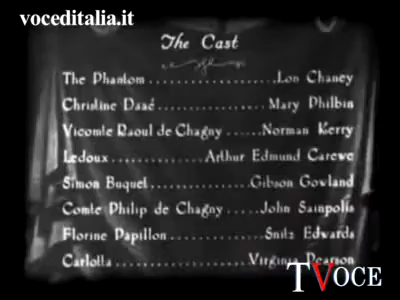 voceditalia.it
The Cast
The Phantom....................Lon Chaney
Christine Daaé.................Mary Philbin
Vicomte Raoul de Chagny......Norman Kerry
Ledoux..............Arthur Edmund Carewe
Simon Buquet................Gibson Gowland
Comte Philip de Chagny......John Sainpolis
Florine Papillon...............Snitz Edwards
Carlotta......................Virginia Pearson
TVOCE